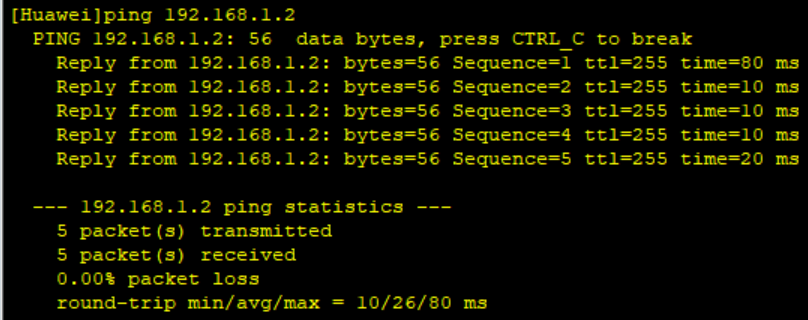 [Huawei]ping 192.168.1.2
PING 192.168.1.2: 56  data bytes, press CTRL_C to break
Reply from 192.168.1.2: bytes=56 Sequence=1 ttl=255 time=80 ms
Reply from 192.168.1.2: bytes=56 Sequence=2 ttl=255 time=10 ms
Reply from 192.168.1.2: bytes=56 Sequence=3 ttl=255 time=10 ms
Reply from 192.168.1.2: bytes=56 Sequence=4 ttl=255 time=10 ms
Reply from 192.168.1.2: bytes=56 Sequence=5 ttl=255 time=20 ms
--- 192.168.1.2 ping statistics ---
5 packet(s) transmitted
5 packet(s) received
0.00% packet loss
round-trip min/avg/max = 10/26/80 ms